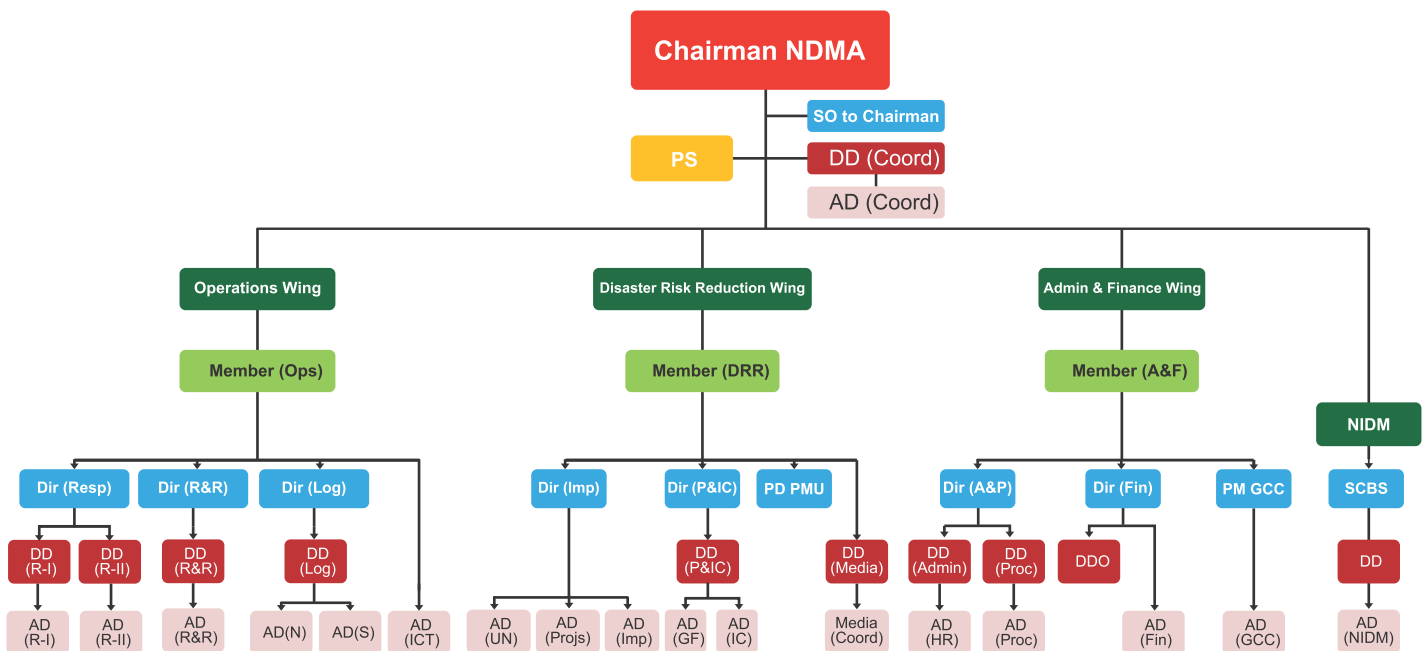 Chairman NDMA
SO to Chairman
PS
DD (Coord)
AD (Coord)
Operations Wing
Disaster Risk Reduction Wing
Admin & Finance Wing
Member (Ops)
Member (DRR)
Member (A&F)
NIDM
Dir (Resp)
Dir (R&R)
Dir (Log)
Dir (Imp)
Dir (P&IC)
PD PMU
Dir (A&P)
Dir (Fin)
PM GCC
SCBS
DD
(R-I)
DD
(R-II)
DD
(R&R)
DD
(Log)
DD
(P&IC)
DD
(Media)
DD
(Admin)
DD
(Proc)
DDO
DD
AD
(R-I)
AD
(R-II)
AD
(R&R)
AD(N)
AD(S)
AD
(ICT)
AD
(UN)
AD
(Projs)
AD
(Imp)
AD
(GF)
AD
(IC)
Media
(Coord)
AD
(HR)
AD
(Proc)
AD
(Fin)
AD
(GCC)
AD
(NIDM)